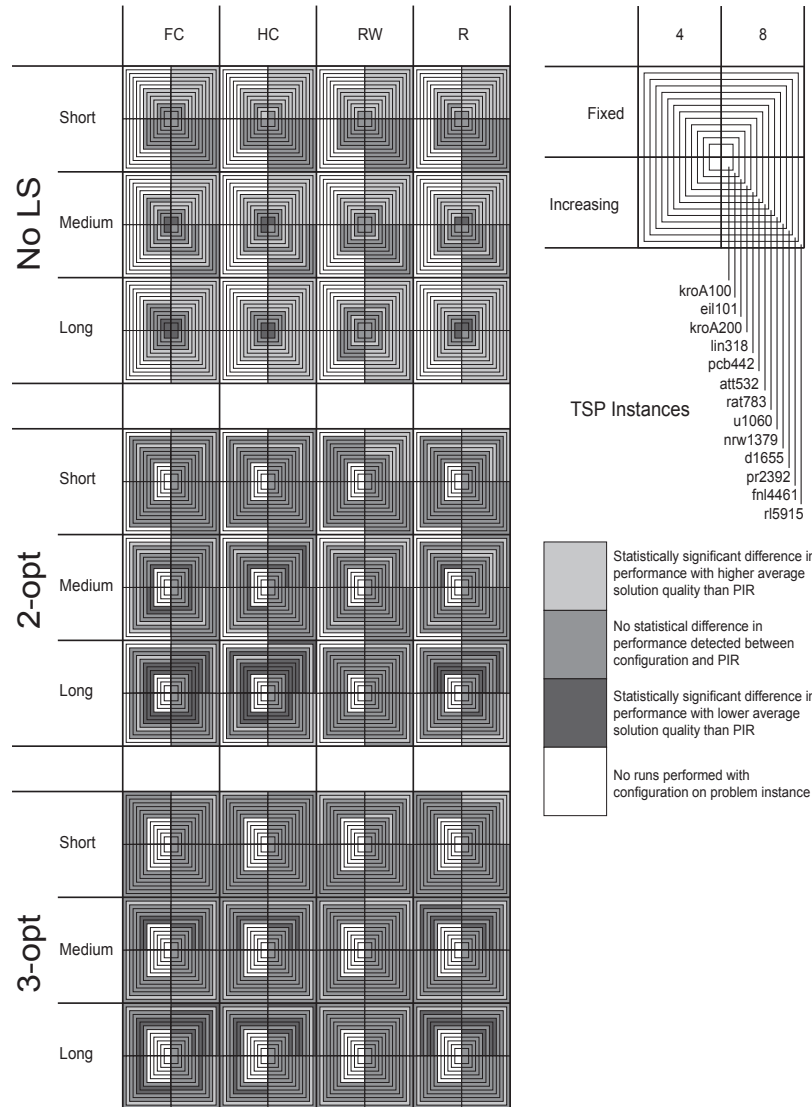 FC HC RW R
No LS
Short
Medium
Long
2-opt
Short
Medium
Long
3-opt
Short
Medium
Long
4 8
Fixed
Increasing
kroA100
eil101
kroA200
lin318
pcb442
att532
rat783
u1060
nrw1379
d1655
pr2392
fnl4461
rl5915
TSP Instances
Statistically significant difference in
performance with higher average
solution quality than PIR
No statistical difference in
performance detected between
configuration and PIR
Statistically significant difference in
performance with lower average
solution quality than PIR
No runs performed with
configuration on problem instance